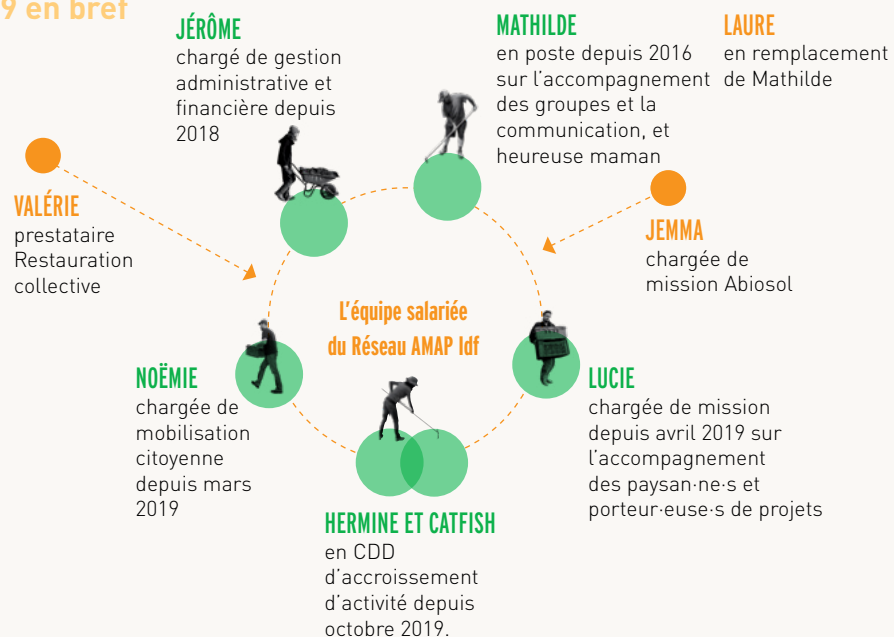 9 en bref
JÉRÔME
chargé de gestion
administrative et
financière depuis
2018
MATHILDE
en poste depuis 2016
sur l'accompagnement
des groupes et la
communication, et
heureuse maman
LAURE
en remplacement
de Mathilde
VALÉRIE
prestataire
Restauration
collective
JEMMA
chargée de
mission Abiosol
L'équipe salariée
du Réseau AMAP Idf
NOËMIE
chargée de
mobilisation
citoyenne
depuis mars
2019
LUCIE
chargée de mission
depuis avril 2019 sur
l'accompagnement
des paysan·ne·s et
porteur·euse·s de projets
HERMINE ET CATFISH
en CDD
d'accroissement
d'activité depuis
octobre 2019.